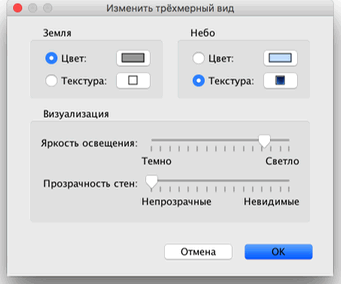 Изменить трёхмерный вид
Земля
Небо
Цвет:
Цвет:
Текстура:
Текстура:
Визуализация
Яркость освещения:
Темно
Светло
Прозрачность стен:
Непрозрачные
Невидимые
Отмена
OK